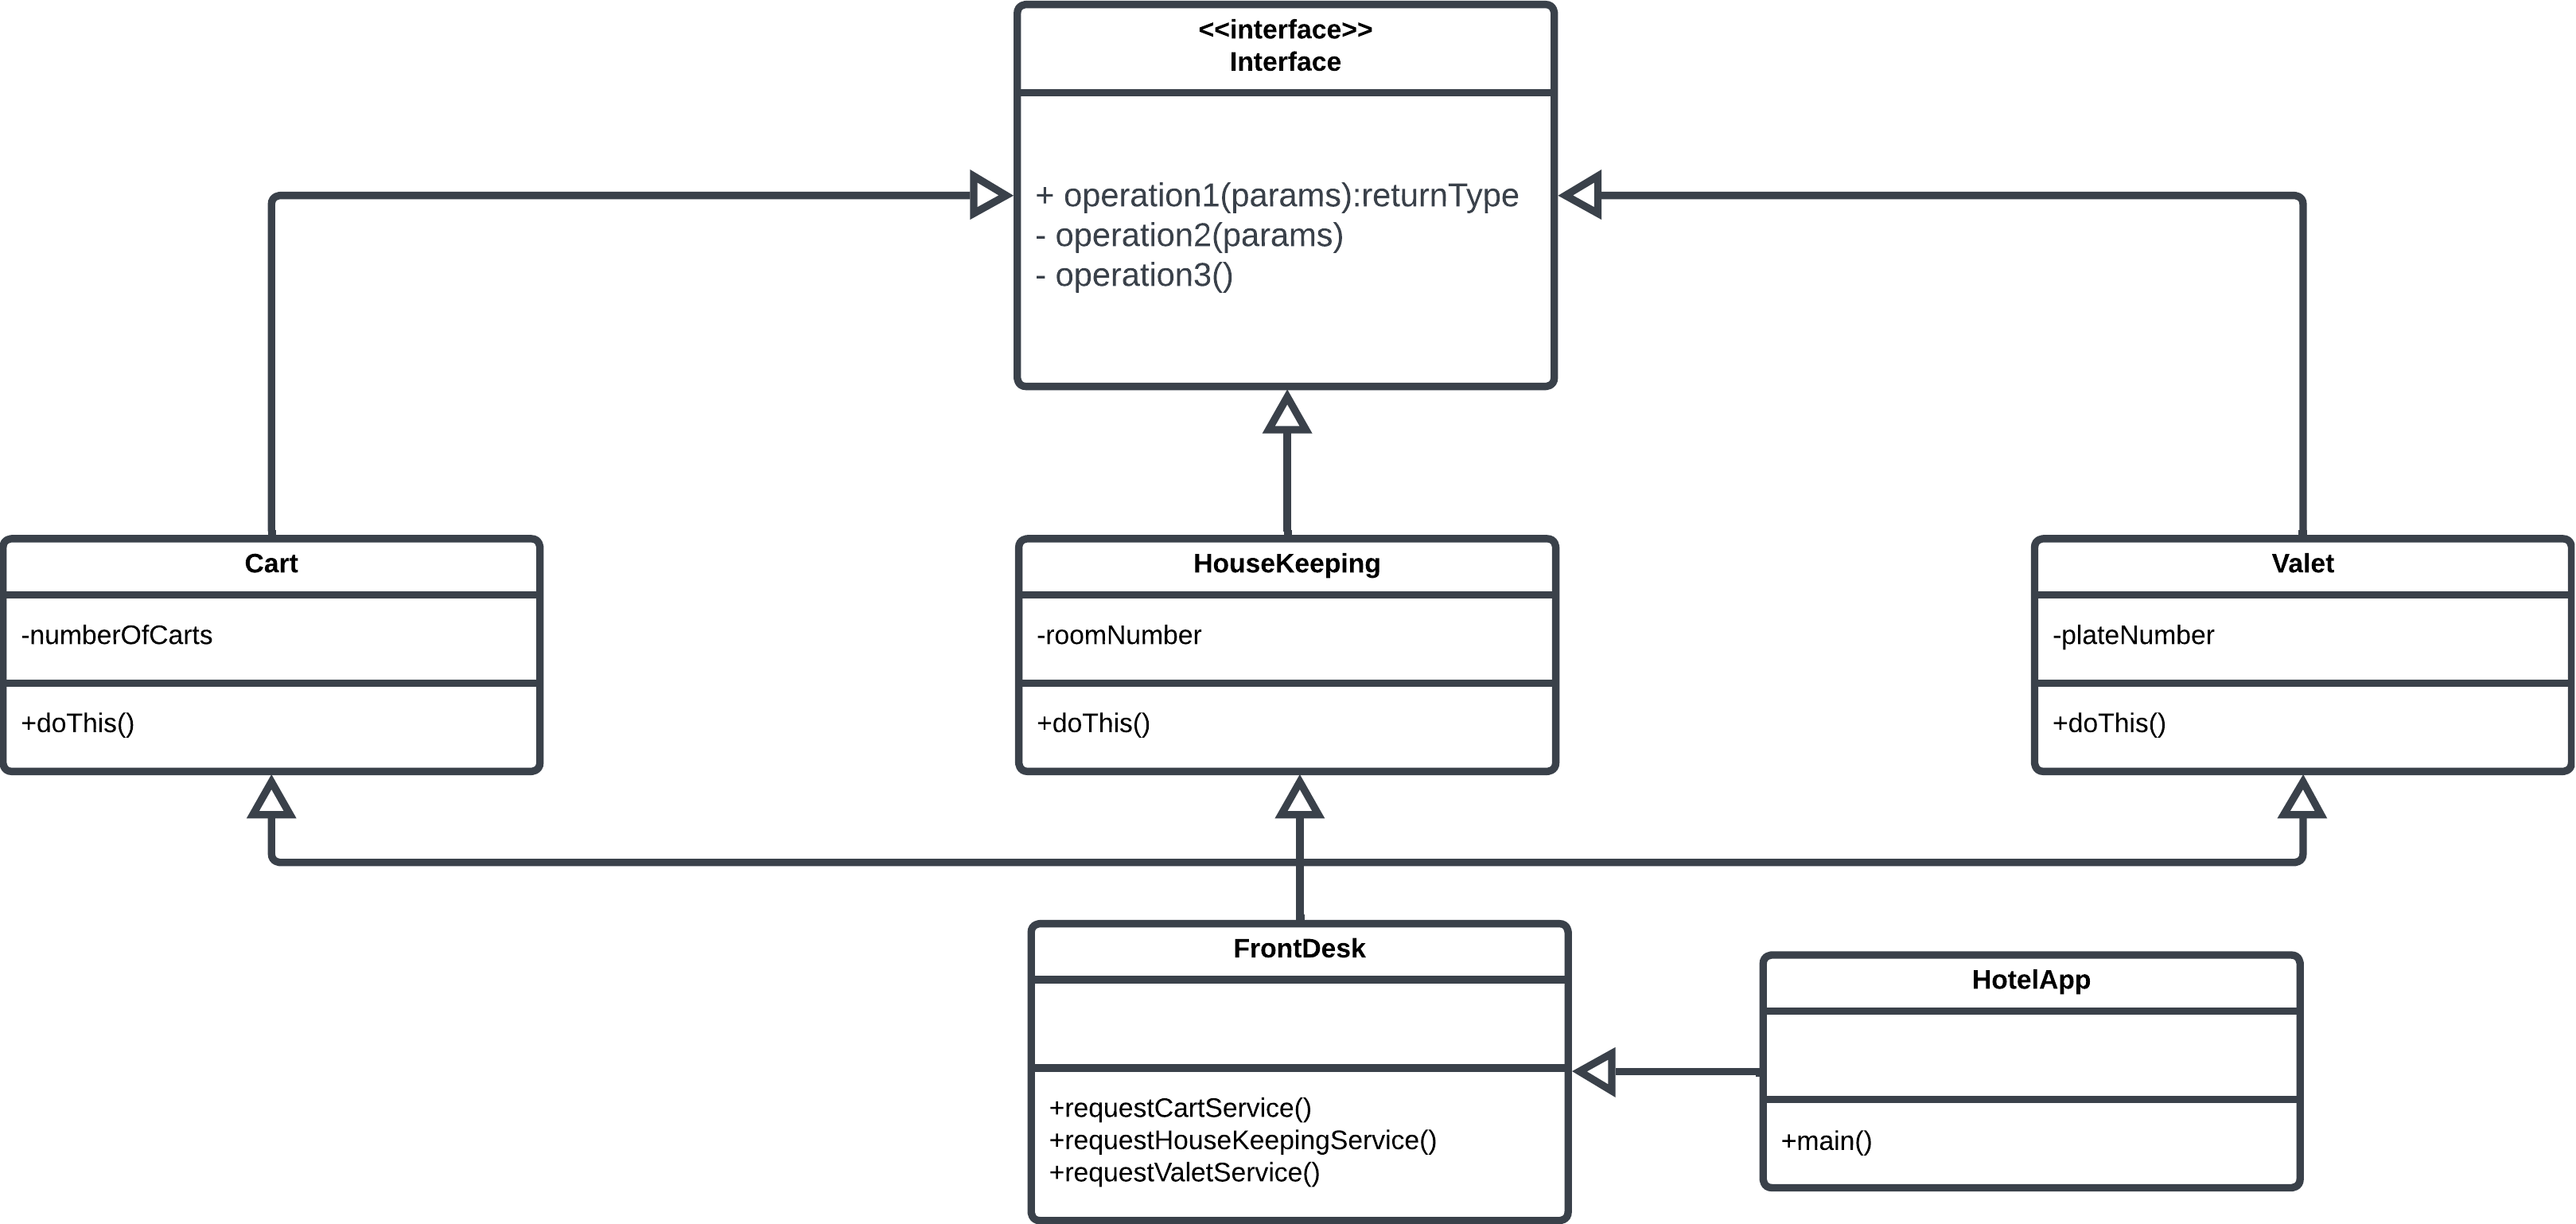 <<interface>>
Interface
+ operation1(params):returnType
- operation2(params)
- operation3()
Cart
-numberOfCarts
+doThis()
HouseKeeping
-roomNumber
+doThis()
Valet
-plateNumber
+doThis()
FrontDesk
+requestCartService()
+requestHouseKeepingService()
+requestValetService()
HotelApp
+main()